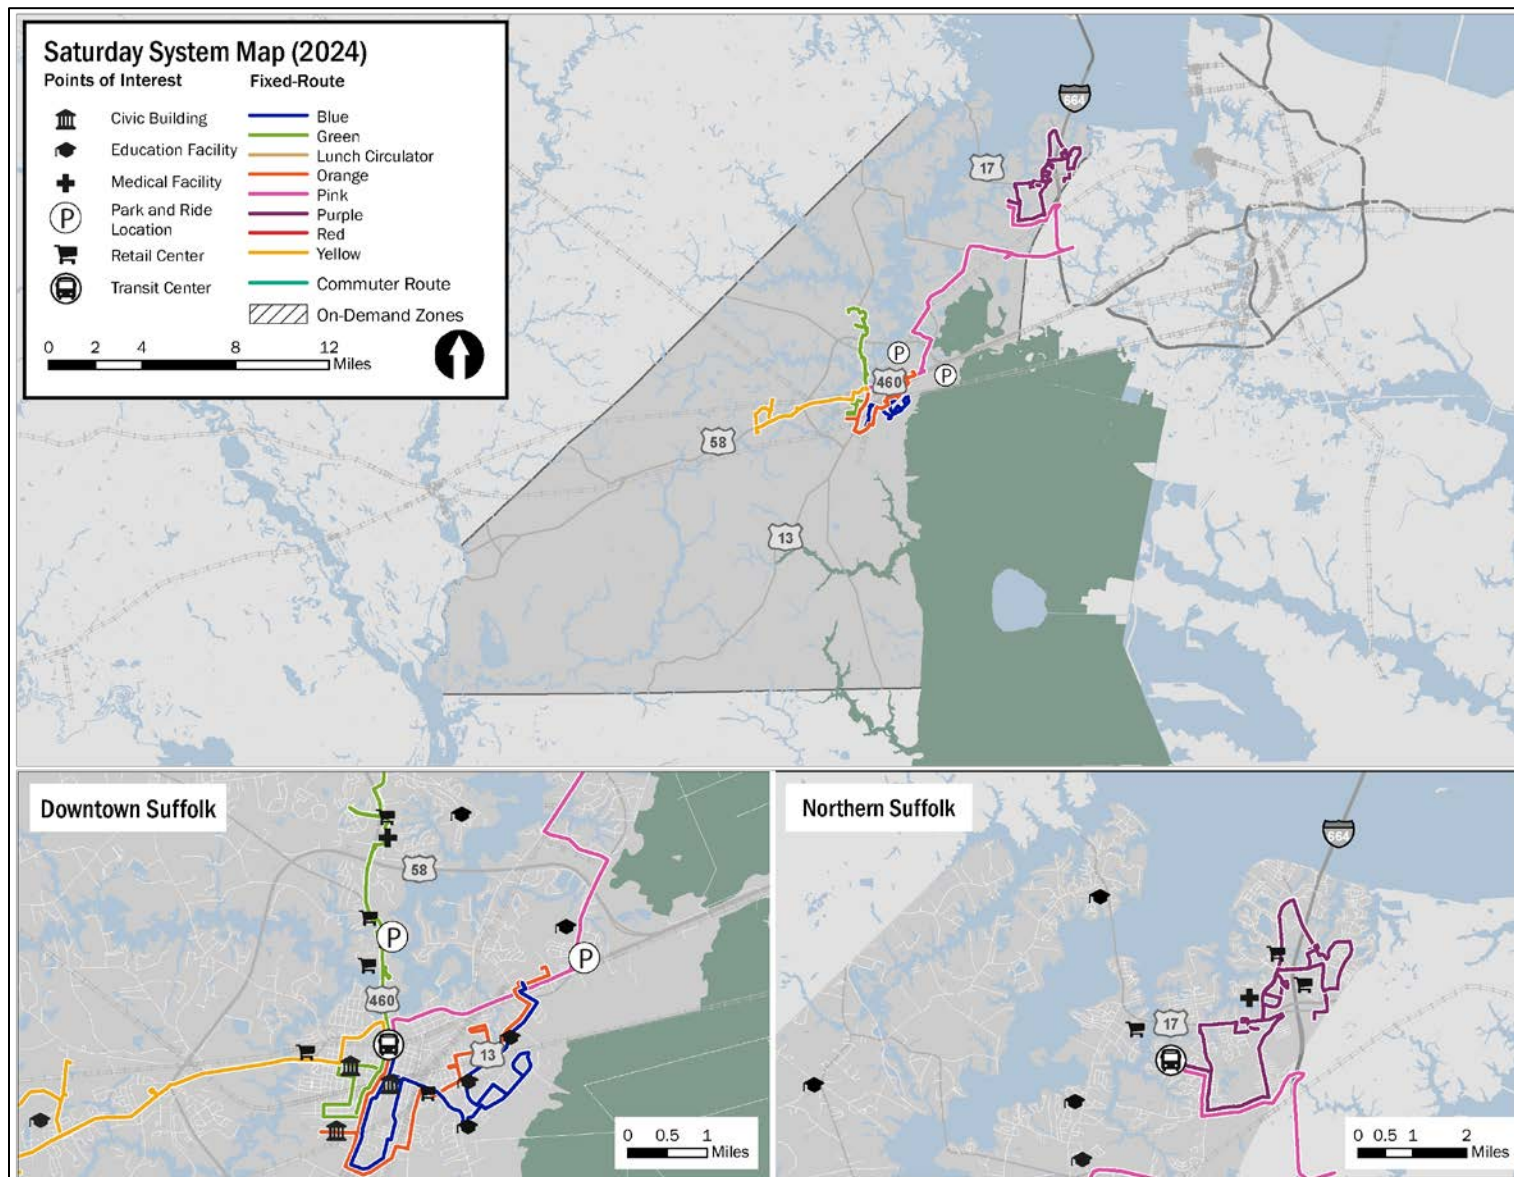 Saturday System Map (2024)
Points of Interest
Fixed-Route
Civic Building
Education Facility
Medical Facility
P
Park and Ride
Location
Retail Center
Transit Center
Blue
Green
Lunch Circulator
Orange
Pink
Purple
Red
Yellow
Commuter Route
On-Demand Zones
0 2 4 8 12
Miles
664
17
P
460
P
58
13
Downtown Suffolk
58
P
P
460
13
0 0.5 1
Miles
Northern Suffolk
664
17
0 0.5 1 2
Miles